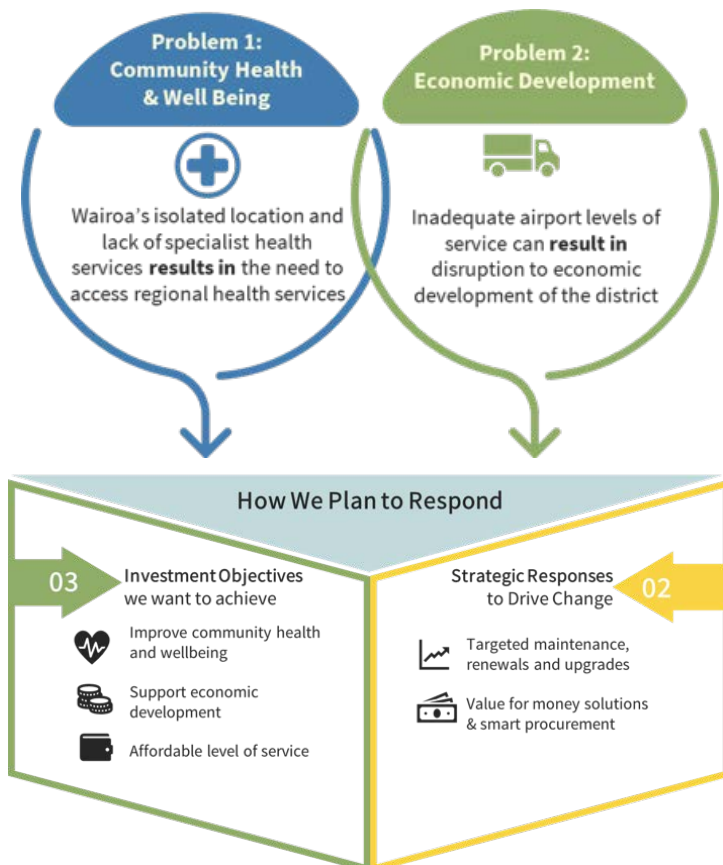 Problem 1:
Community Health
& Well Being
Wairoa's isolated location and
lack of specialist health
services results in the need to
access regional health services
Problem 2:
Economic Development
Inadequate airport levels of
service can result in
disruption to economic
development of the district
How We Plan to Respond
03
Investment Objectives
we want to achieve
Improve community health
and wellbeing
Support economic
development
Affordable level of service
Strategic Responses
to Drive Change
02
Targeted maintenance,
renewals and upgrades
Value for money solutions
& smart procurement